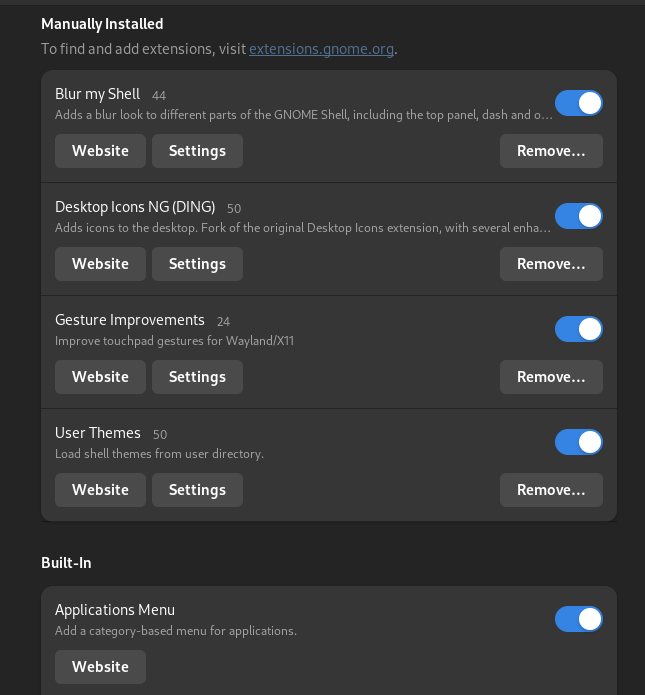 Manually Installed
To find and add extensions, visit extensions.gnome.org.
Blur my Shell 44
Adds a blur look to different parts of the GNOME Shell, including the top panel, dash and o…
Website Settings Remove…
Desktop Icons NG (DING) 50
Adds icons to the desktop. Fork of the original Desktop Icons extension, with several enha…
Website Settings Remove…
Gesture Improvements 24
Improve touchpad gestures for Wayland/X11
Website Settings Remove…
User Themes 50
Load shell themes from user directory.
Website Settings Remove…
Built-In
Applications Menu
Add a category-based menu for applications.
Website